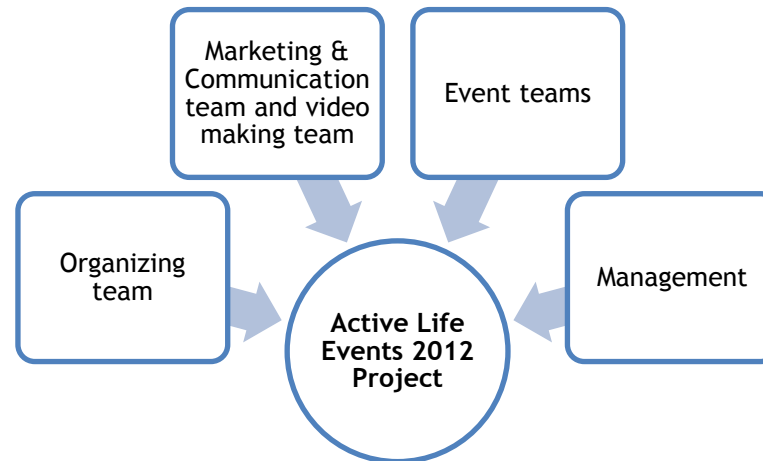 Marketing &
Communication
team and video
making team
Event teams
Organizing
team
Management
Active Life
Events 2012
Project